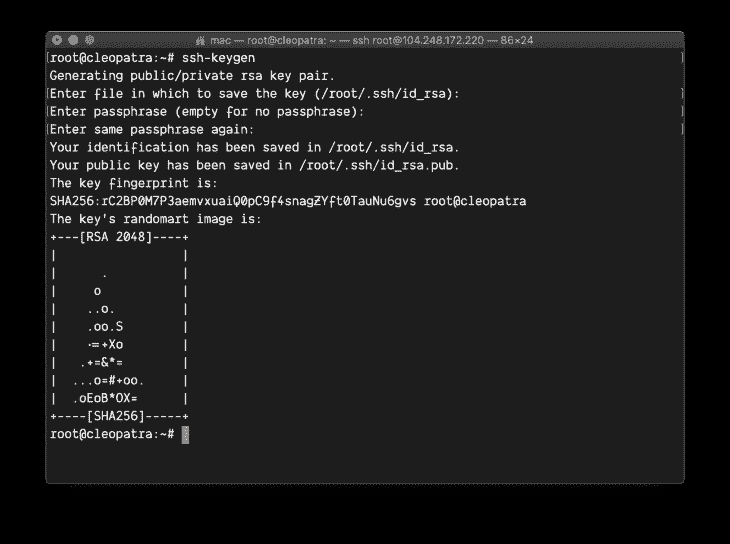 mac — root@cleopatra: ~ — ssh root@104.248.172.220 — 86×24
[root@cleopatra:~# ssh-keygen ]
Generating public/private rsa key pair.
[Enter file in which to save the key (/root/.ssh/id_rsa): ]
[Enter passphrase (empty for no passphrase): ]
[Enter same passphrase again: ]
Your identification has been saved in /root/.ssh/id_rsa.
Your public key has been saved in /root/.ssh/id_rsa.pub.
The key fingerprint is:
SHA256:rC2BP0M7P3aemvxuaiQ0pC9f4snagZYft0TauNu6gvs root@cleopatra
The key's randomart image is:
+---[RSA 2048]----+
|                 |
|      .          |
|     o           |
|    ..o.         |
|    .oo.S        |
|    .=+Xo        |
|   .+=&*=        |
|  ...o=#+oo.     |
|  .oEoB*OX=      |
+----[SHA256]-----+
root@cleopatra:~#